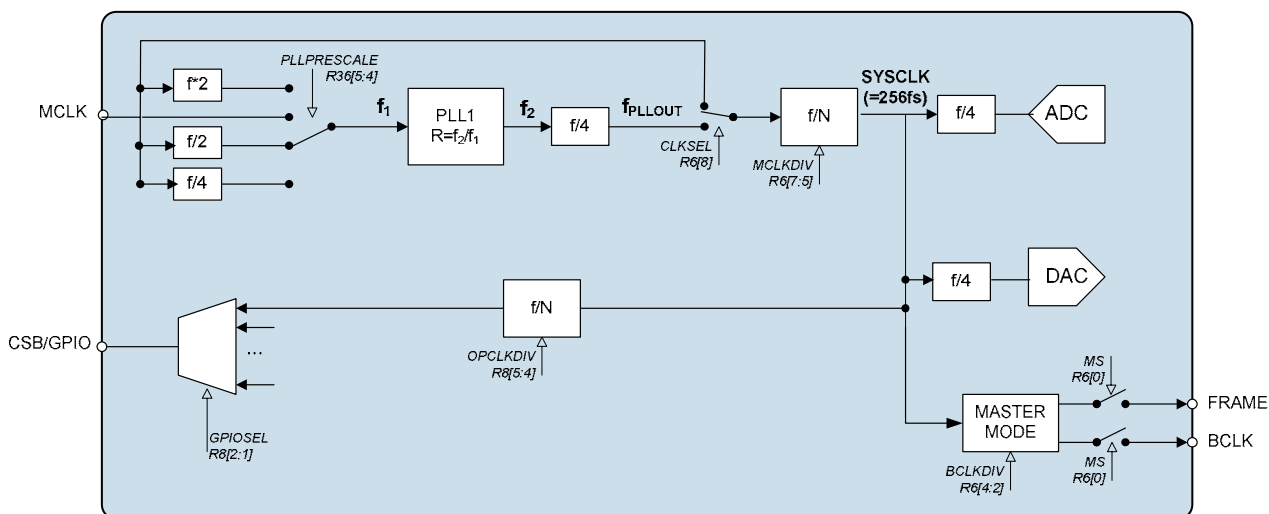 PLLPRESCALE
R36[5:4]
f*2
MCLK
f/2
f/4
f1
PLL1
R=f2/f1
f2
f/4
fPLLOUT
CLKSEL
R6[8]
f/N
MCLKDIV
R6[7:5]
SYSCLK
(=256fs)
f/4
ADC
f/4
DAC
f/N
OPCLKDIV
R8[5:4]
CSB/GPIO
...
GPIOSEL
R8[2:1]
MASTER
MODE
BCLKDIV
R6[4:2]
MS
R6[0]
FRAME
BCLK
MS
R6[0]